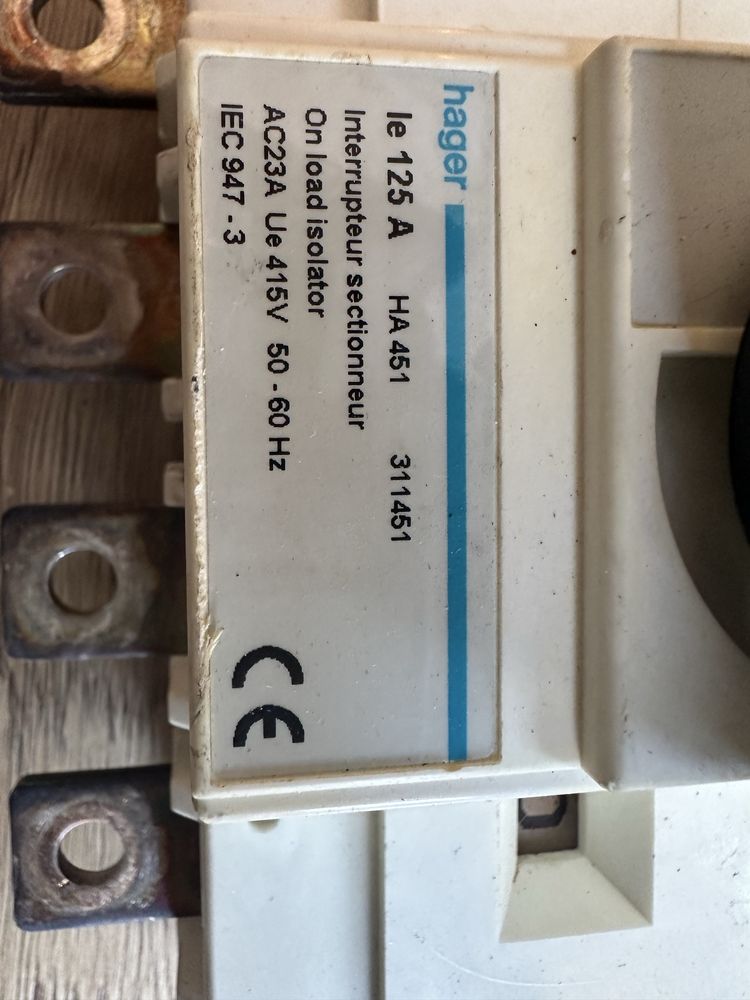 hager
Ie 125 A HA 451 311451
Interrupteur sectionneur
On load isolator
AC23A Ue 415V 50 - 60 Hz
IEC 947 - 3
CE